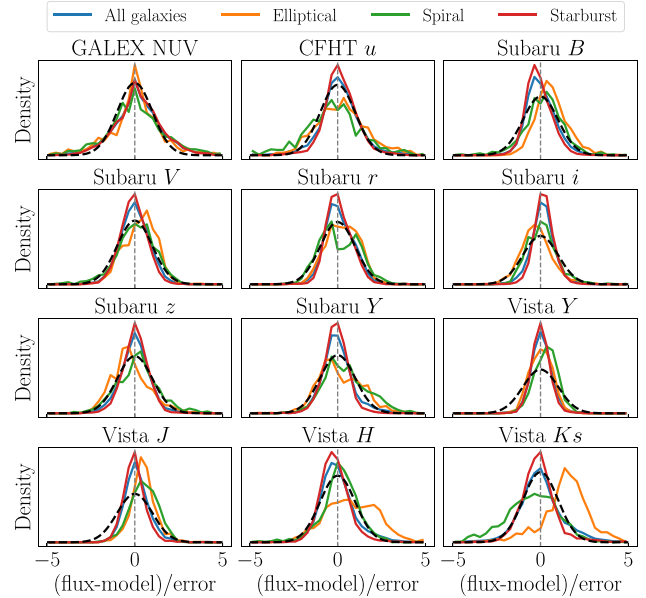 All galaxies Elliptical Spiral Starburst
GALEX NUV CFHT u Subaru B
Density
Subaru V Subaru r Subaru i
Density
Subaru z Subaru Y Vista Y
Density
Vista J Vista H Vista Ks
Density
−5 0 5 0 5 0 5
(flux-model)/error (flux-model)/error (flux-model)/error